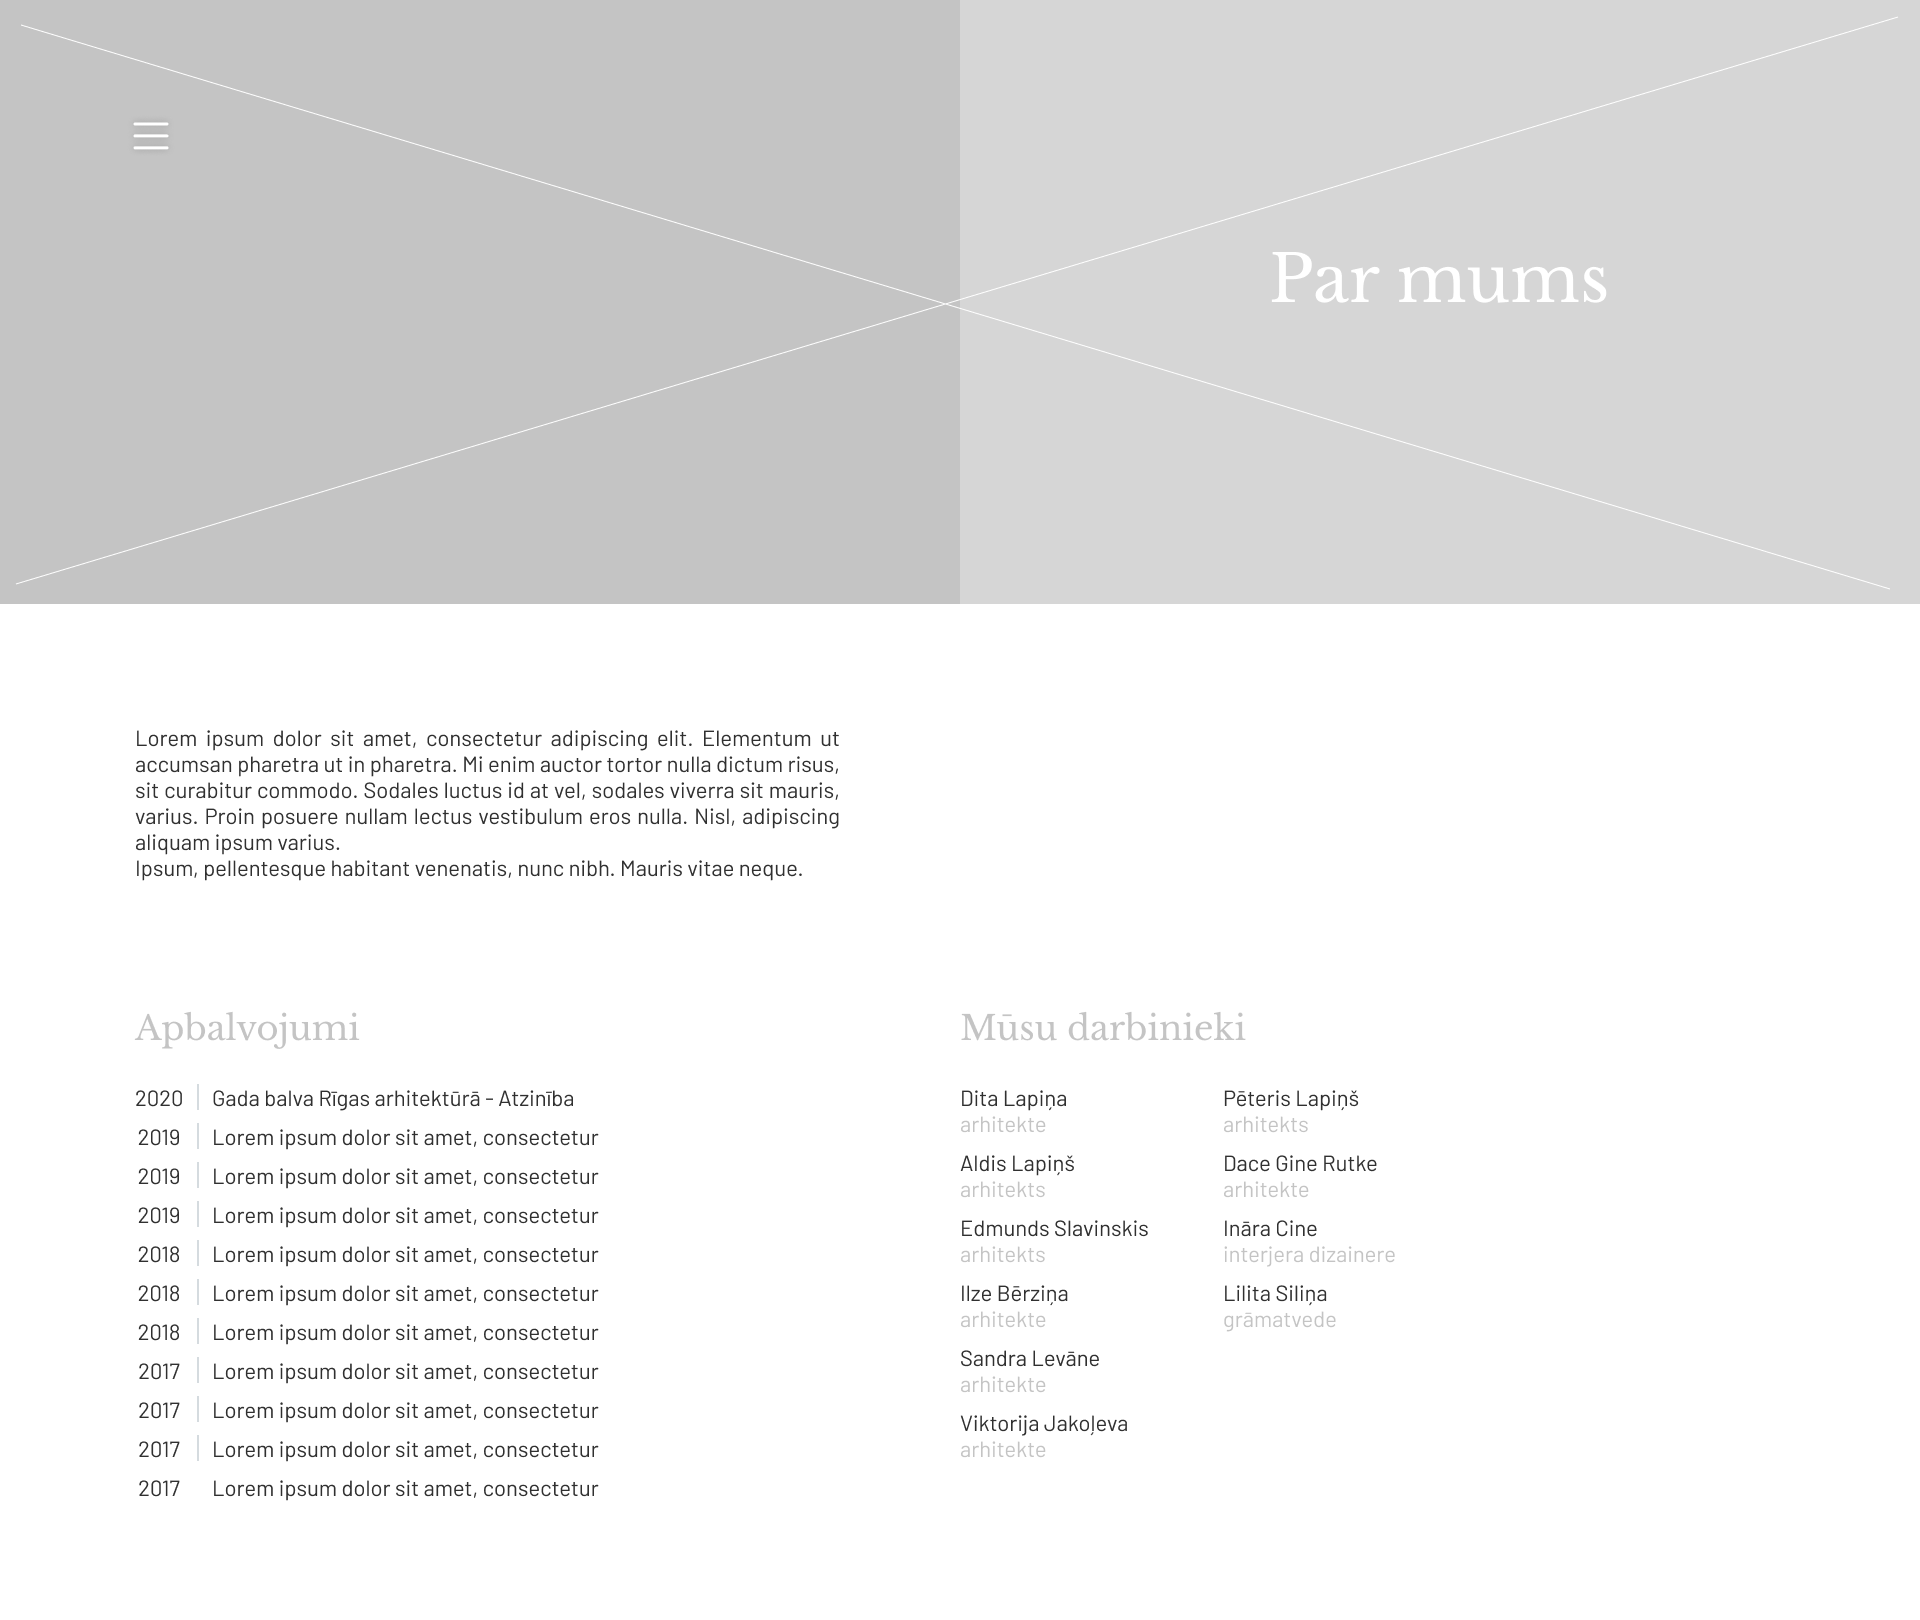 Par mums
Lorem ipsum dolor sit amet, consectetur adipiscing elit. Elementum ut
accumsan pharetra ut in pharetra. Mi enim auctor tortor nulla dictum risus,
sit curabitur commodo. Sodales luctus id at vel, sodales viverra sit mauris,
varius. Proin posuere nullam lectus vestibulum eros nulla. Nisl, adipiscing
aliquam ipsum varius.
Ipsum, pellentesque habitant venenatis, nunc nibh. Mauris vitae neque.
Apbalvojumi
2020 Gada balva Rīgas arhitektūrā - Atzinība
2019 Lorem ipsum dolor sit amet, consectetur
2019 Lorem ipsum dolor sit amet, consectetur
2019 Lorem ipsum dolor sit amet, consectetur
2018 Lorem ipsum dolor sit amet, consectetur
2018 Lorem ipsum dolor sit amet, consectetur
2018 Lorem ipsum dolor sit amet, consectetur
2017 Lorem ipsum dolor sit amet, consectetur
2017 Lorem ipsum dolor sit amet, consectetur
2017 Lorem ipsum dolor sit amet, consectetur
2017 Lorem ipsum dolor sit amet, consectetur
Mūsu darbinieki
Dita Lapiņa
arhitekte
Aldis Lapiņš
arhitekts
Edmunds Slavinskis
arhitekts
Ilze Bērziņa
arhitekte
Sandra Levāne
arhitekte
Viktorija Jakoļeva
arhitekte
Pēteris Lapiņš
arhitekts
Dace Gine Rutke
arhitekte
Ināra Cine
interjera dizainere
Lilita Siliņa
grāmatvede